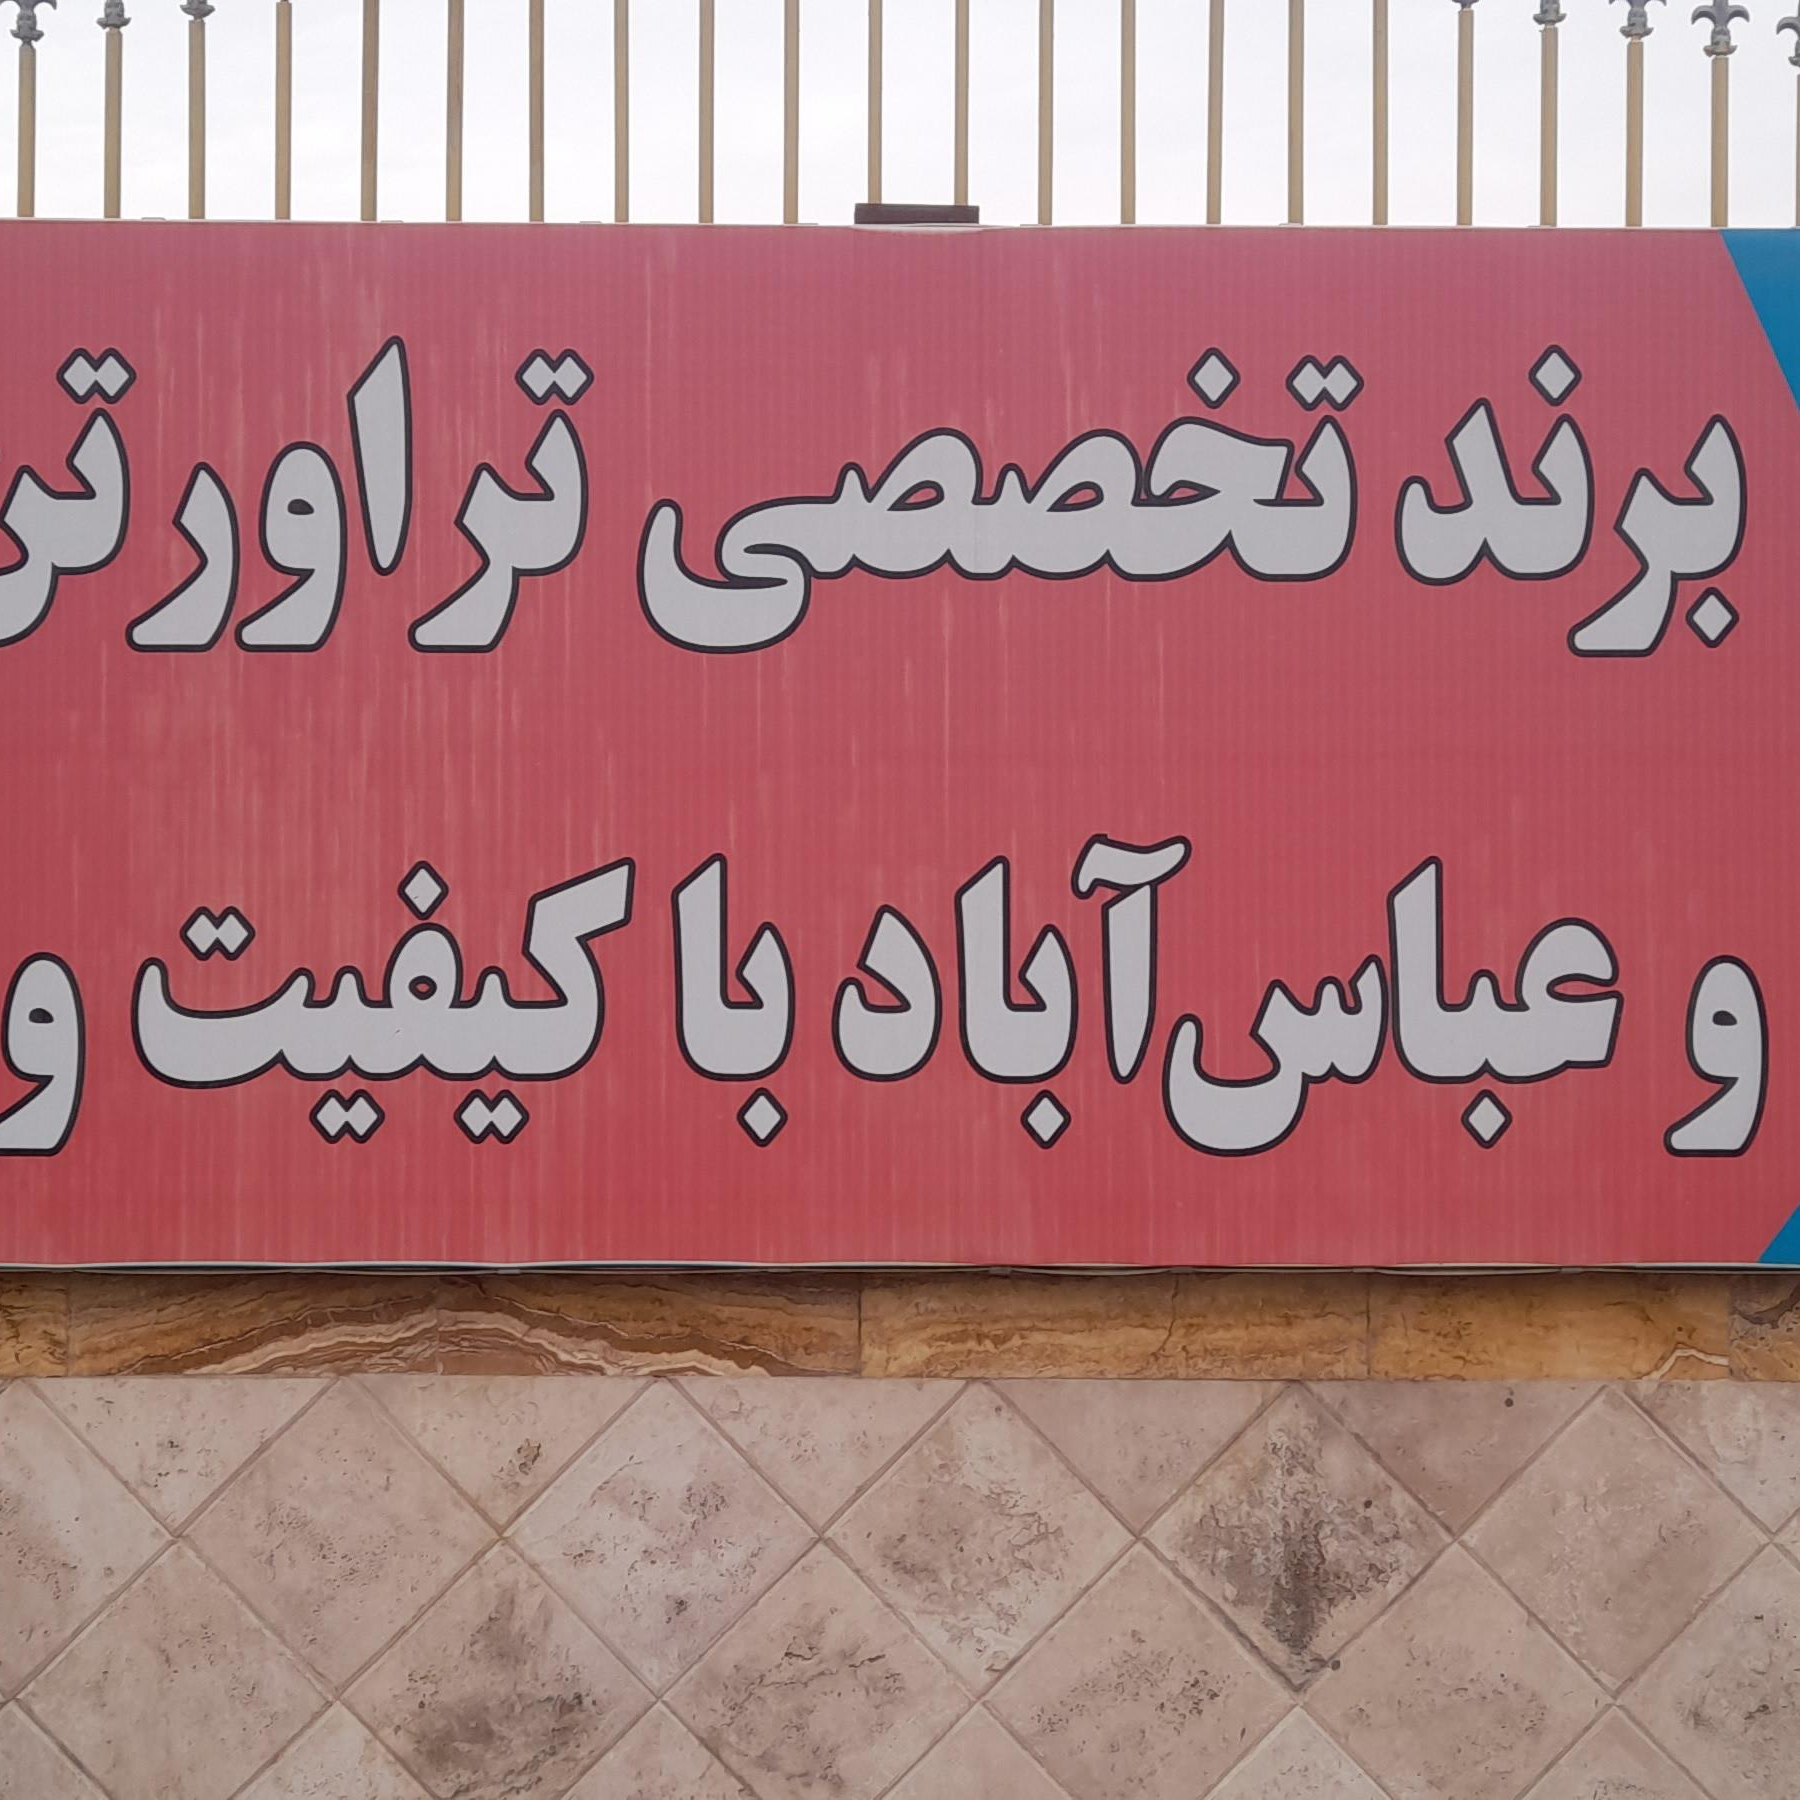 برند تخصصی تراورتن
و عباس‌آباد با کیفیت و